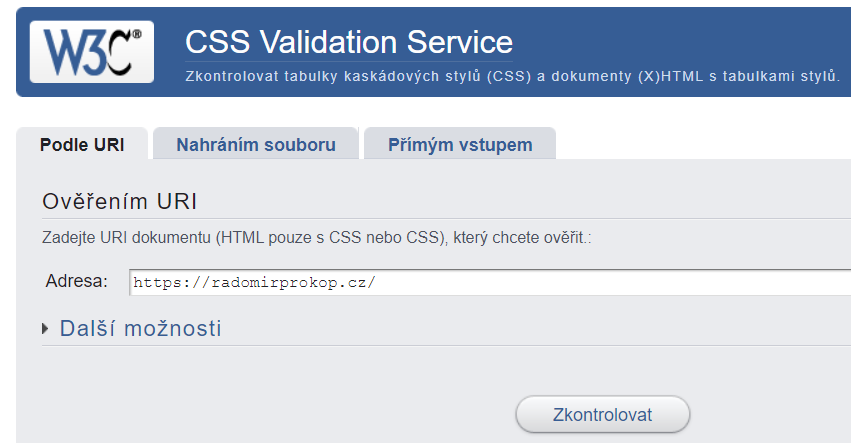 W3C®
CSS Validation Service
Zkontrolovat tabulky kaskádových stylů (CSS) a dokumenty (X)HTML s tabulkami stylů.
Podle URI
Nahráním souboru
Přímým vstupem
Ověřením URI
Zadejte URI dokumentu (HTML pouze s CSS nebo CSS), který chcete ověřit.:
Adresa: https://radomirprokop.cz/
Další možnosti
Zkontrolovat